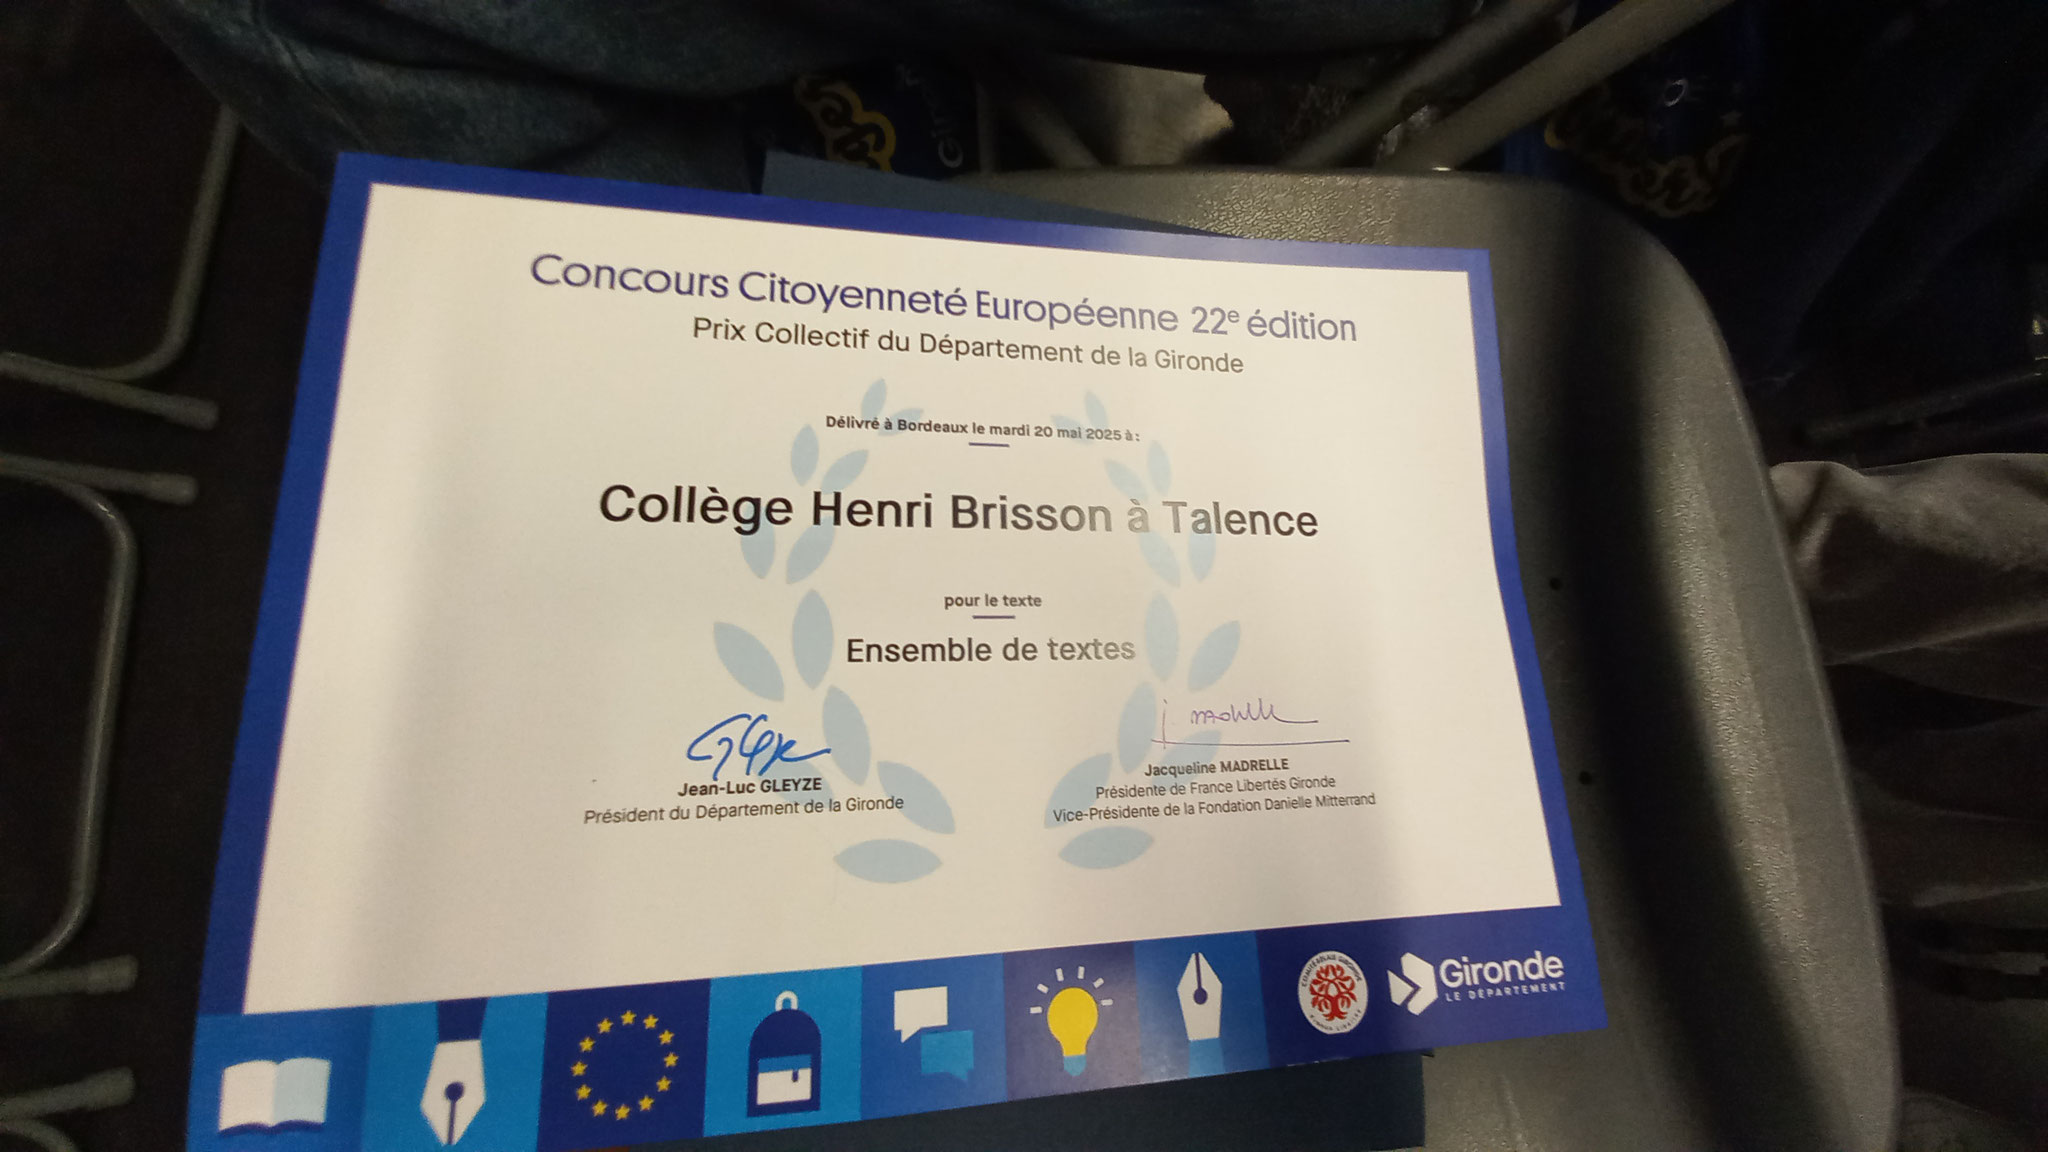 Concours Citoyenneté Européenne 22e édition
Prix Collectif du Département de la Gironde
Délivré à Bordeaux le mardi 20 mai 2025 à :
Collège Henri Brisson à Talence
pour le texte
Ensemble de textes
Jean-Luc GLEYZE
Président du Département de la Gironde
J. MADRELLE
Jacqueline MADRELLE
Présidente de France Libertés Gironde
Vice-Présidente de la Fondation Danielle Mitterrand
Gironde
LE DÉPARTEMENT